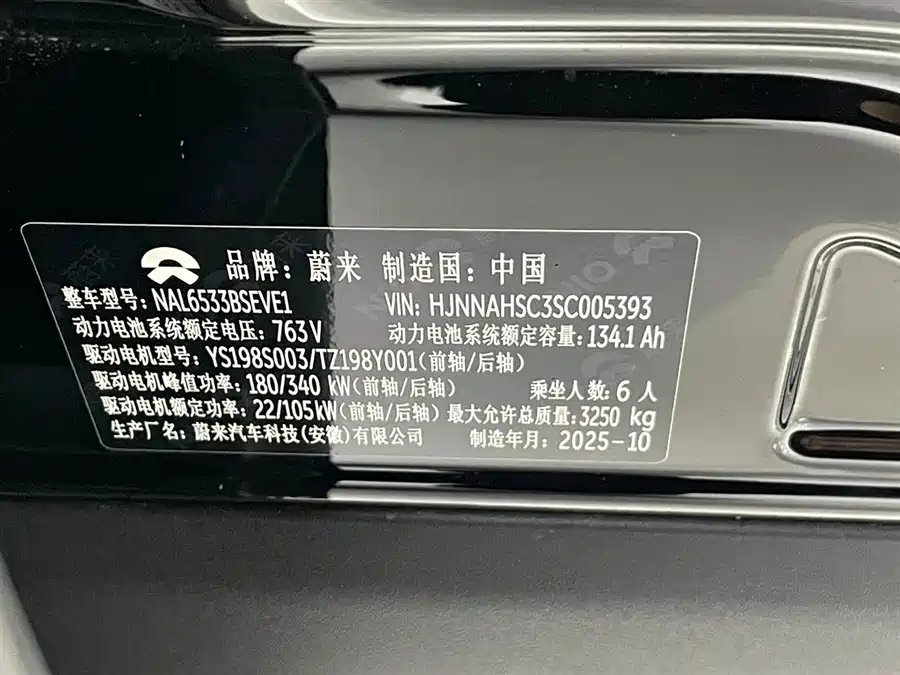 品牌：蔚来 制造国：中国
整车型号：NAL6533BSEVE1 VIN：HJNNAHSC3SC005393
动力电池系统额定电压：763V 动力电池系统额定容量：134.1 Ah
驱动电机型号：YS198S003/TZ198Y001(前轴/后轴)
驱动电机峰值功率：180/340 kW(前轴/后轴) 乘坐人数：6 人
驱动电机额定功率：22/105kW(前轴/后轴) 最大允许总质量：3250 kg
生产厂名：蔚来汽车科技(安徽)有限公司 制造年月：2025-10